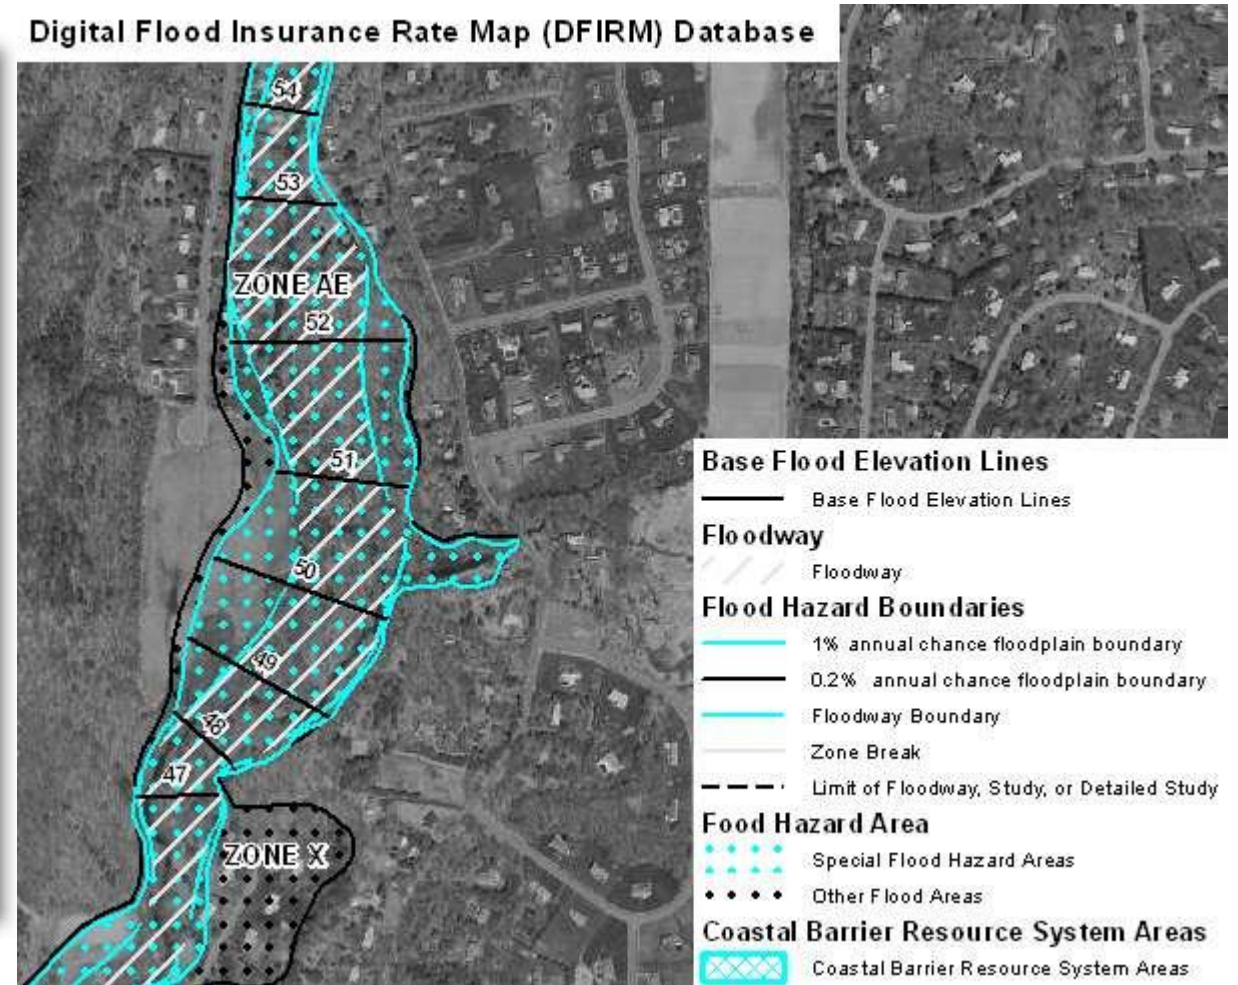 Digital Flood Insurance Rate Map (DFIRM) Database
54
53
ZONE AE
52
51
50
49
48
47
ZONE X
Base Flood Elevation Lines
Base Flood Elevation Lines
Floodway
Floodway
Flood Hazard Boundaries
1% annual chance floodplain boundary
0.2% annual chance floodplain boundary
Floodway Boundary
Zone Break
Limit of Floodway, Study, or Detailed Study
Food Hazard Area
Special Flood Hazard Areas
Other Flood Areas
Coastal Barrier Resource System Areas
Coastal Barrier Resource System Areas